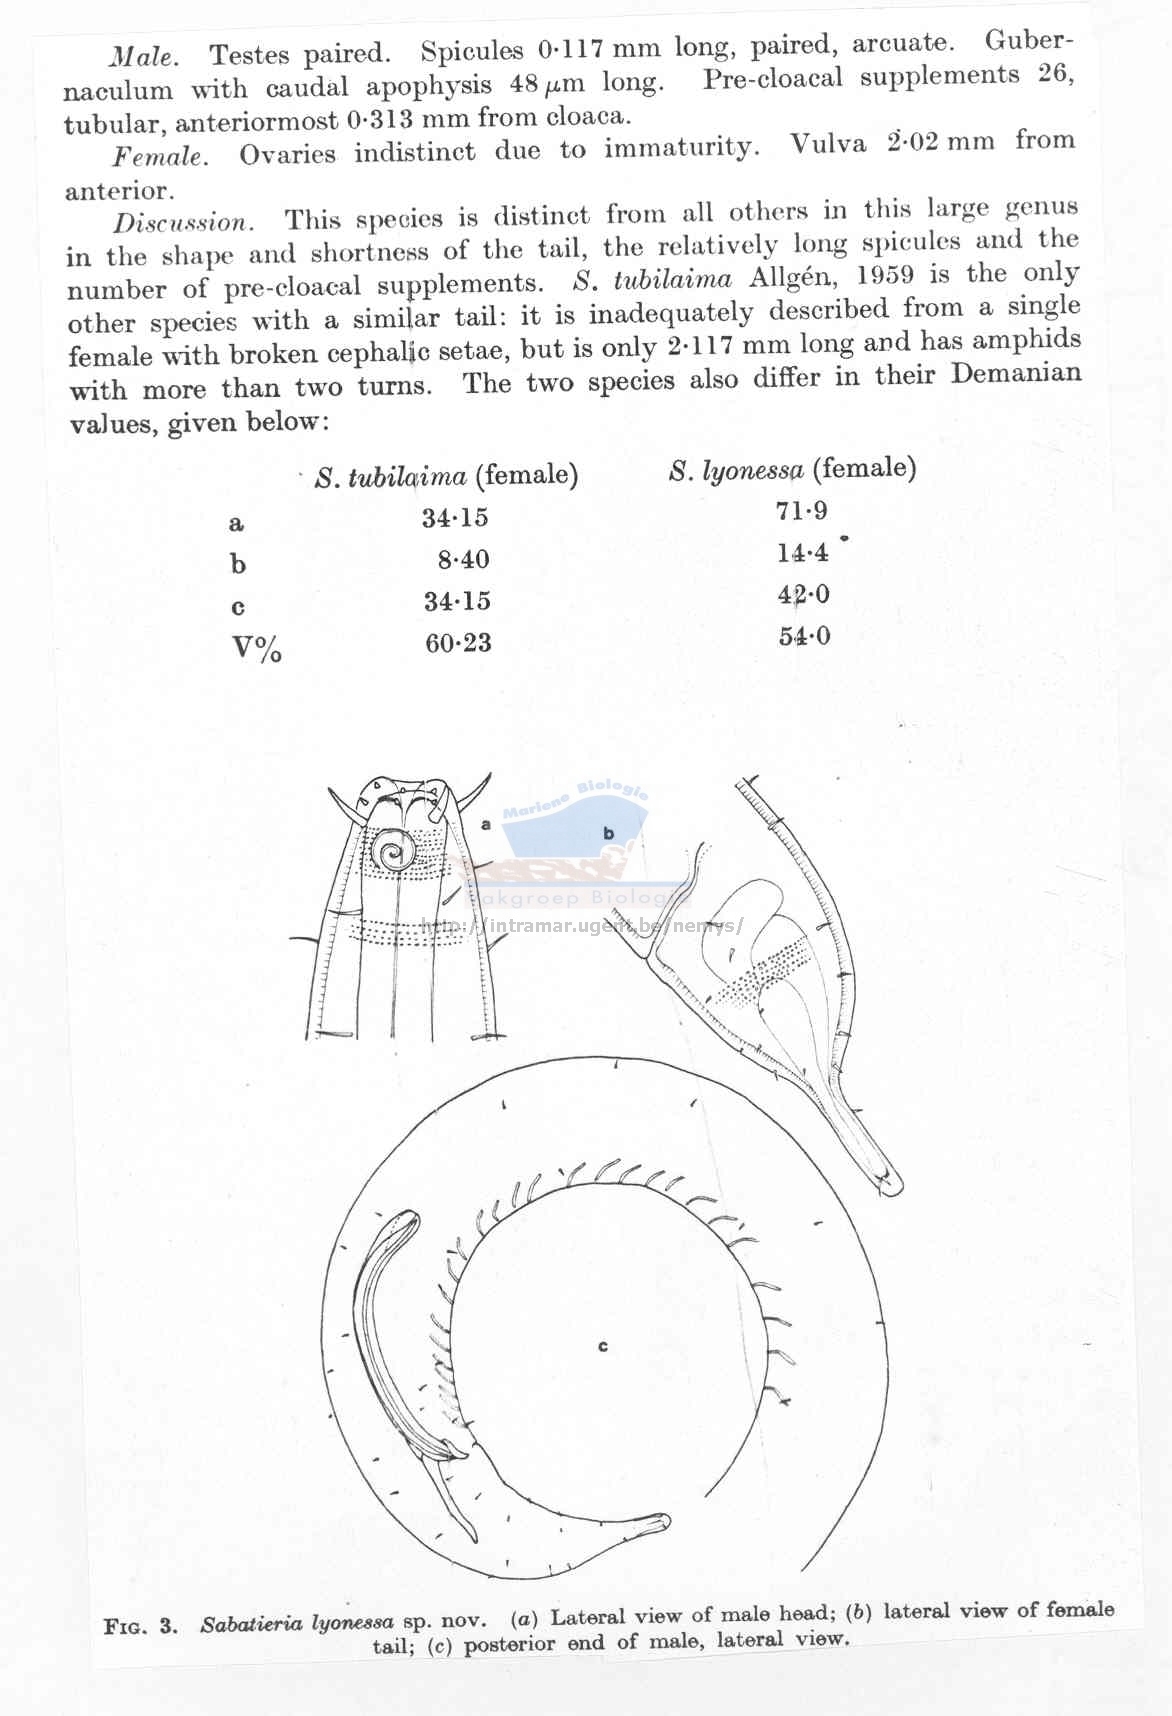 Male. Testes paired. Spicules 0·117 mm long, paired, arcuate. Guber-
naculum with caudal apophysis 48 μm long. Pre-cloacal supplements 26,
tubular, anteriormost 0·313 mm from cloaca.
Female. Ovaries indistinct due to immaturity. Vulva 2·02 mm from
anterior.
Discussion. This species is distinct from all others in this large genus
in the shape and shortness of the tail, the relatively long spicules and the
number of pre-cloacal supplements. S. tubilaima Allgén, 1959 is the only
other species with a similar tail: it is inadequately described from a single
female with broken cephalic setae, but is only 2·117 mm long and has amphids
with more than two turns. The two species also differ in their Demanian
values, given below:
S. tubilaima (female) S. lyonessa (female)
a 34·15 71·9
b 8·40 14·4
c 34·15 42·0
V% 60·23 54·0
Mariene Biologie
a
b
akgroep Biologie
http://intramar.ugent.be/nemys/
c
FIG. 3. Sabatieria lyonessa sp. nov. (a) Lateral view of male head; (b) lateral view of female
tail; (c) posterior end of male, lateral view.